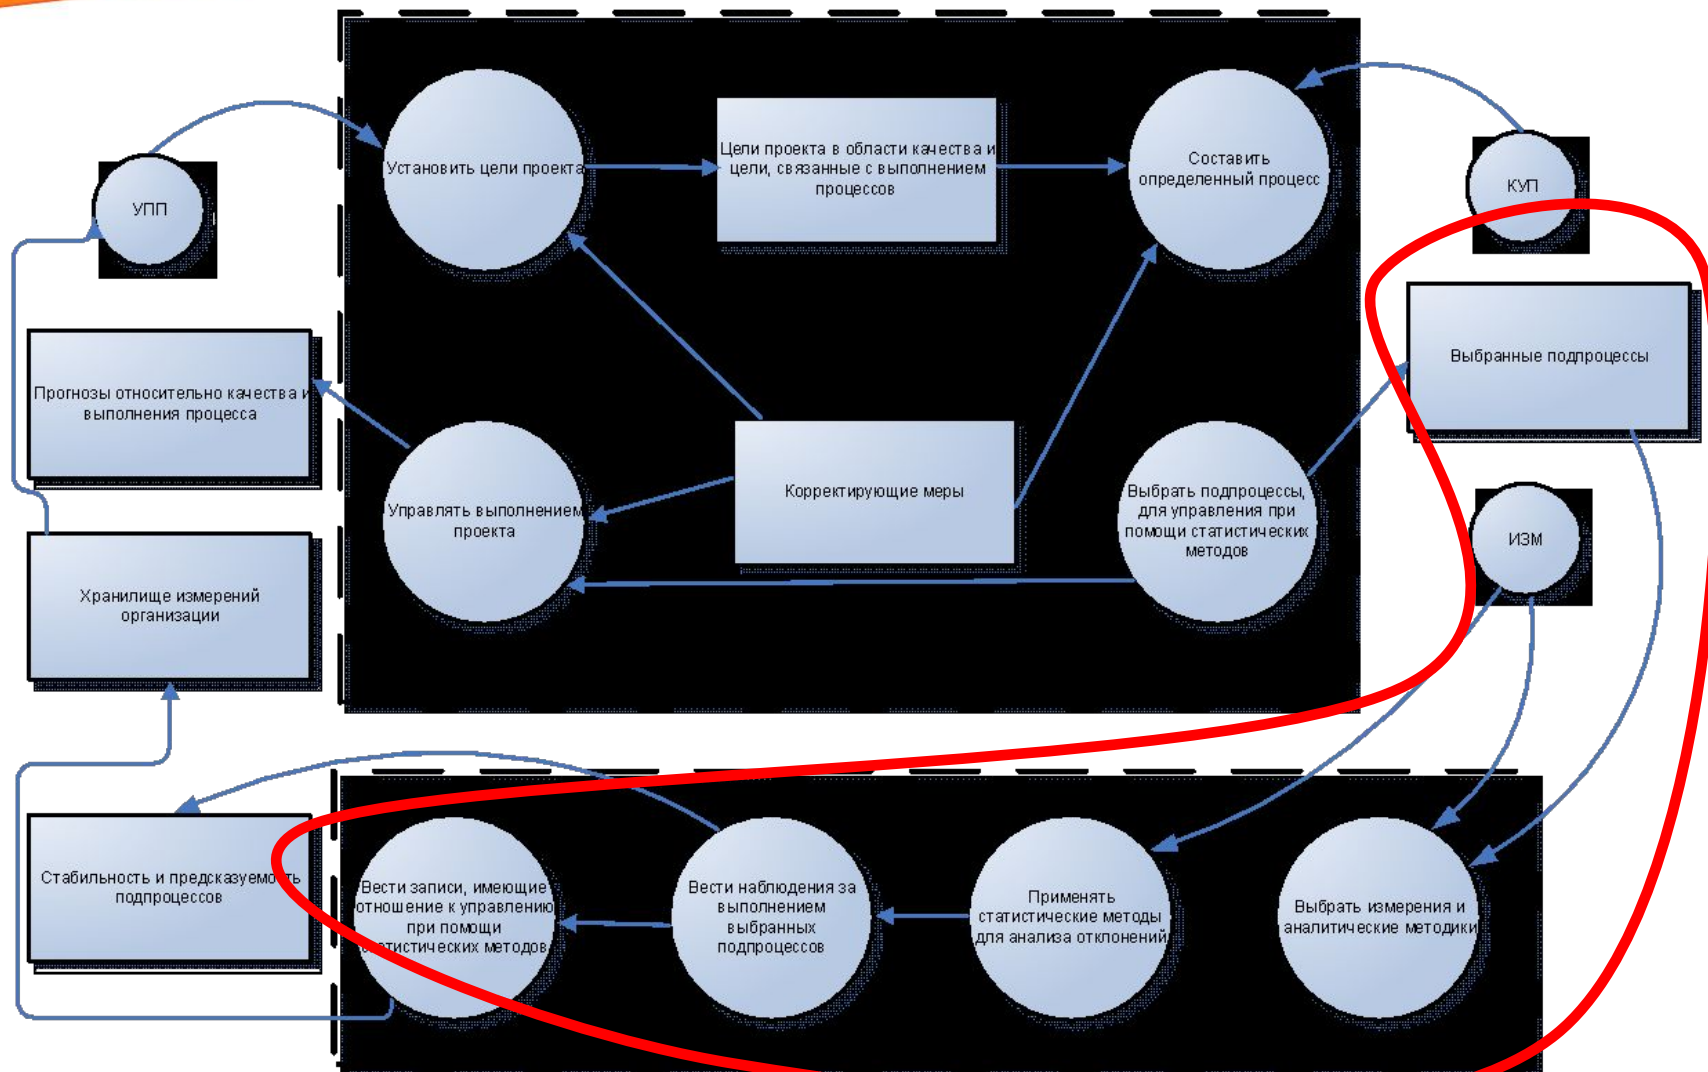 Установить цели проекта
Цели проекта в области качества и
цели, связанные с выполнением
процессов
Составить
определенный процесс
УПП
КУП
Прогнозы относительно качества и
выполнения процесса
Выбранные подпроцессы
Управлять выполнением
проекта
Корректирующие меры
Выбрать подпроцессы,
для управления при
помощи статистических
методов
ИЗМ
Хранилище измерений
организации
Стабильность и предсказуемость
подпроцессов
Вести записи, имеющие
отношение к управлению
при помощи
статистических методов
Вести наблюдения за
выполнением
выбранных
подпроцессов
Применять
статистические методы
для анализа отклонений
Выбрать измерения и
аналитические методики